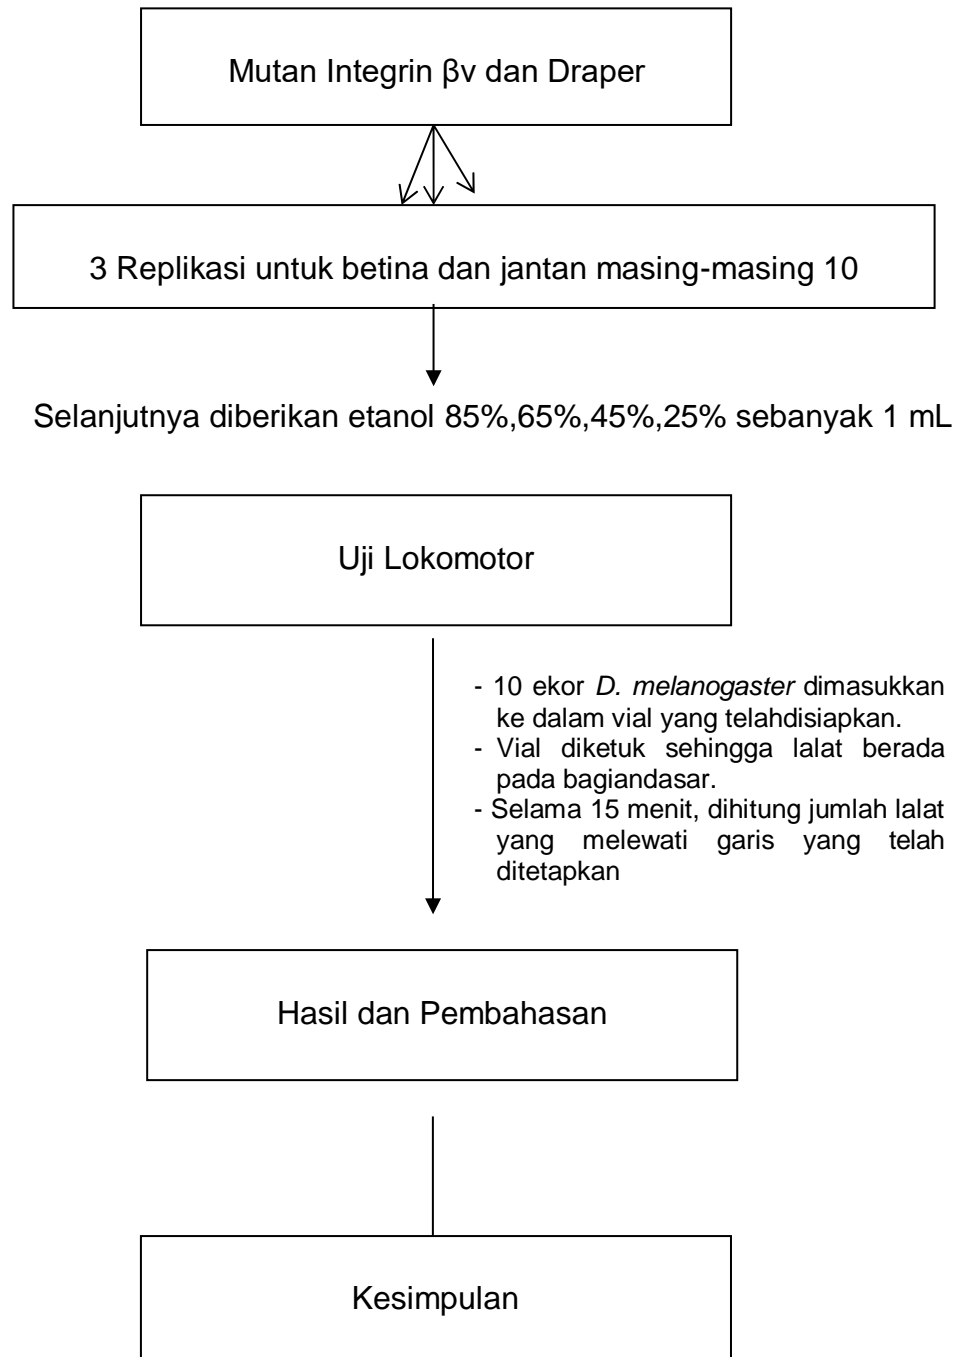 Mutan Integrin βv dan Draper
3 Replikasi untuk betina dan jantan masing-masing 10
Selanjutnya diberikan etanol 85%,65%,45%,25% sebanyak 1 mL
Uji Lokomotor
- 10 ekor D. melanogaster dimasukkan
ke dalam vial yang telahdisiapkan.
- Vial diketuk sehingga lalat berada
pada bagiandasar.
- Selama 15 menit, dihitung jumlah lalat
yang melewati garis yang telah
ditetapkan
Hasil dan Pembahasan
Kesimpulan